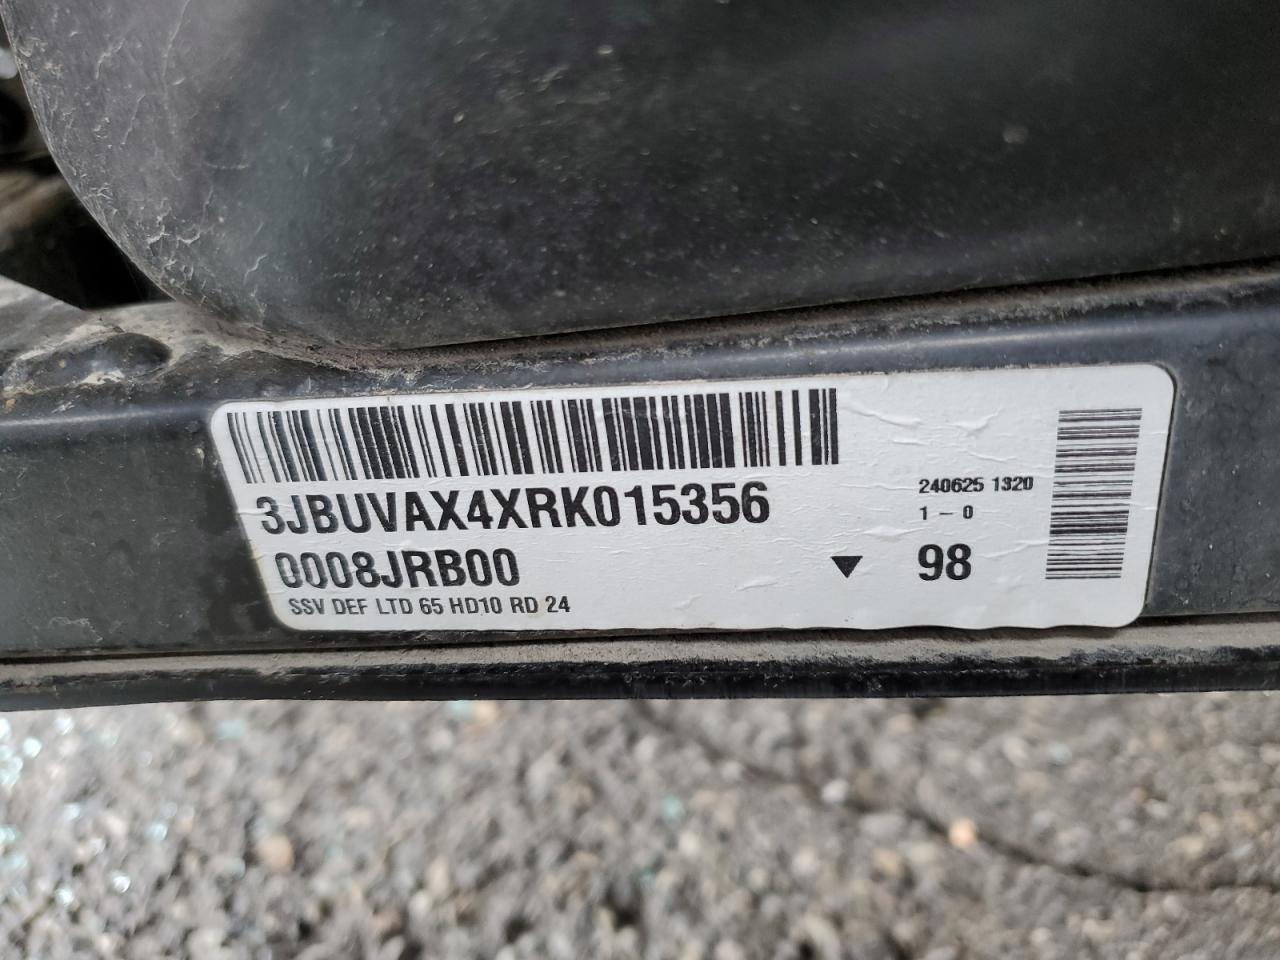 3JBUVAX4XRK015356
0008JRB00
SSV DEF LTD 65 HD10 RD 24
240625 1320
1 - 0
▼ 98